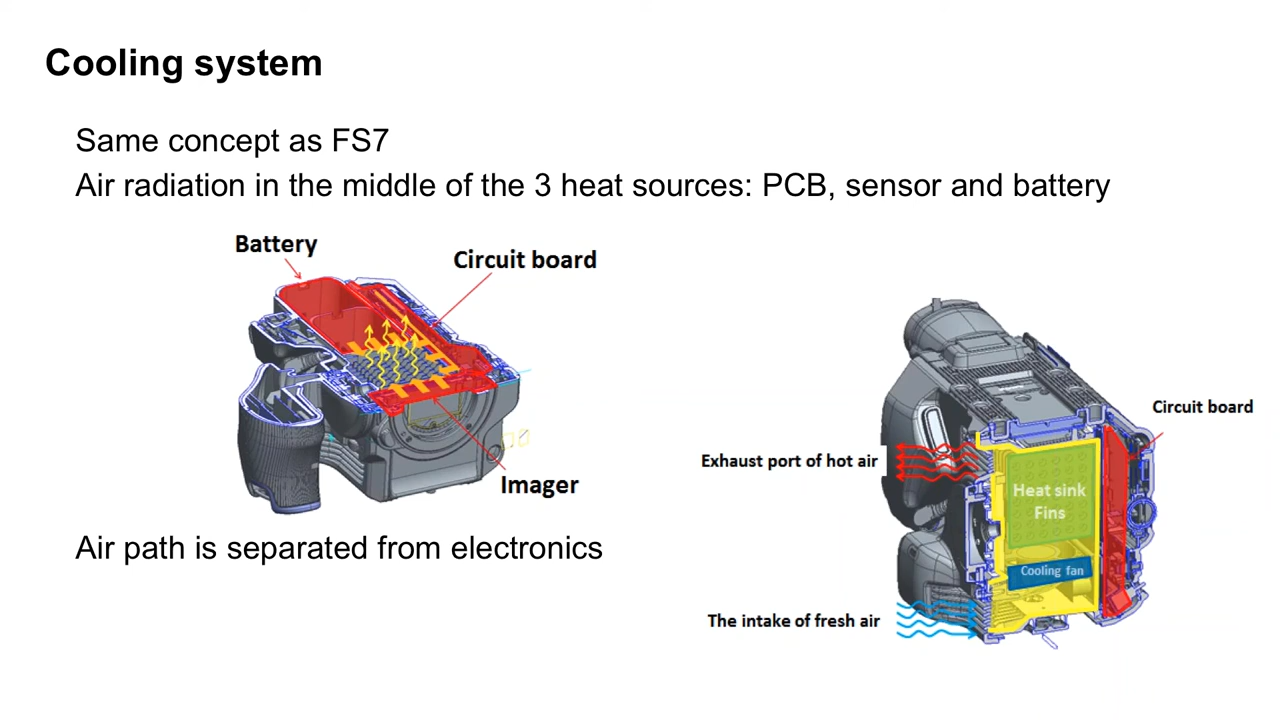 Cooling system
Same concept as FS7
Air radiation in the middle of the 3 heat sources: PCB, sensor and battery
Battery
Circuit board
Imager
Air path is separated from electronics
Circuit board
Exhaust port of hot air
Heat sink
Fins
Cooling fan
The intake of fresh air